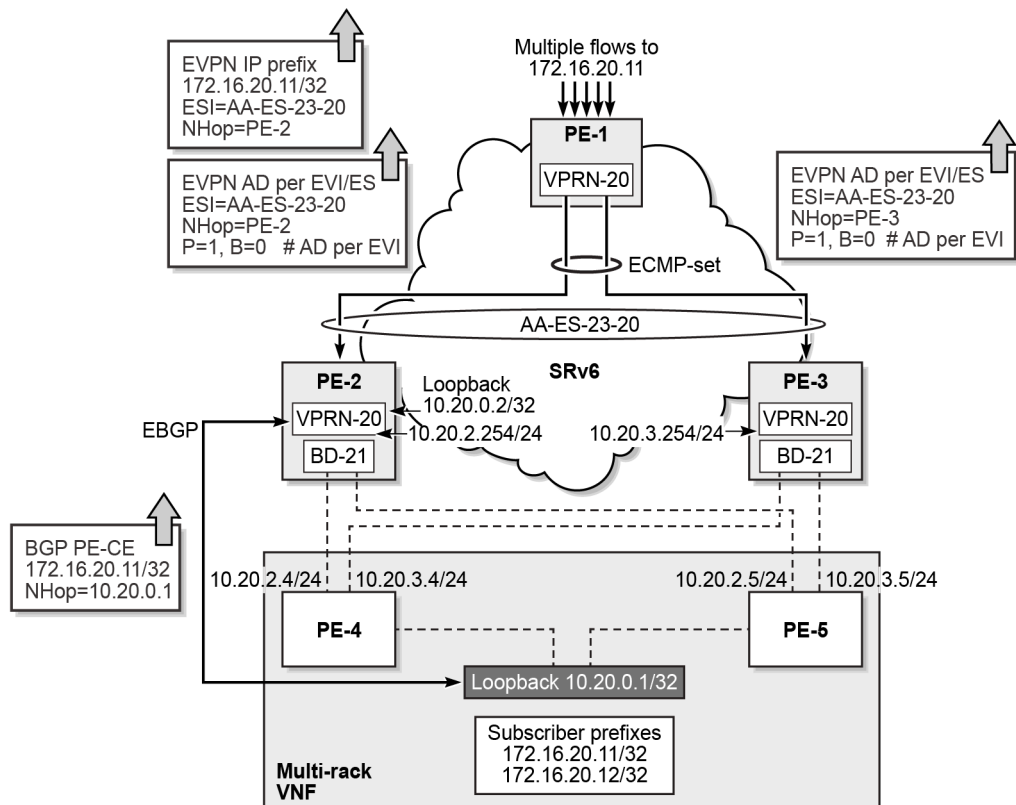 EVPN IP prefix
172.16.20.11/32
ESI=AA-ES-23-20
NHop=PE-2
Multiple flows to
172.16.20.11
PE-1
VPRN-20
EVPN AD per EVI/ES
ESI=AA-ES-23-20
NHop=PE-2
P=1, B=0 # AD per EVI
EVPN AD per EVI/ES
ESI=AA-ES-23-20
NHop=PE-3
P=1, B=0 # AD per EVI
ECMP-set
AA-ES-23-20
SRv6
PE-2
VPRN-20
BD-21
Loopback
10.20.0.2/32
10.20.2.254/24
EBGP
PE-3
10.20.3.254/24
VPRN-20
BD-21
BGP PE-CE
172.16.20.11/32
NHop=10.20.0.1
10.20.2.4/24
10.20.3.4/24
10.20.2.5/24
10.20.3.5/24
PE-4
PE-5
Loopback 10.20.0.1/32
Subscriber prefixes
172.16.20.11/32
172.16.20.12/32
Multi-rack
VNF